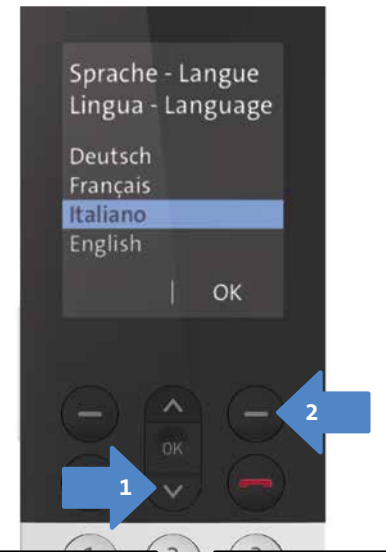 Sprache - Langue
Lingua - Language
Deutsch
Français
Italiano
English
| OK
2
OK
1